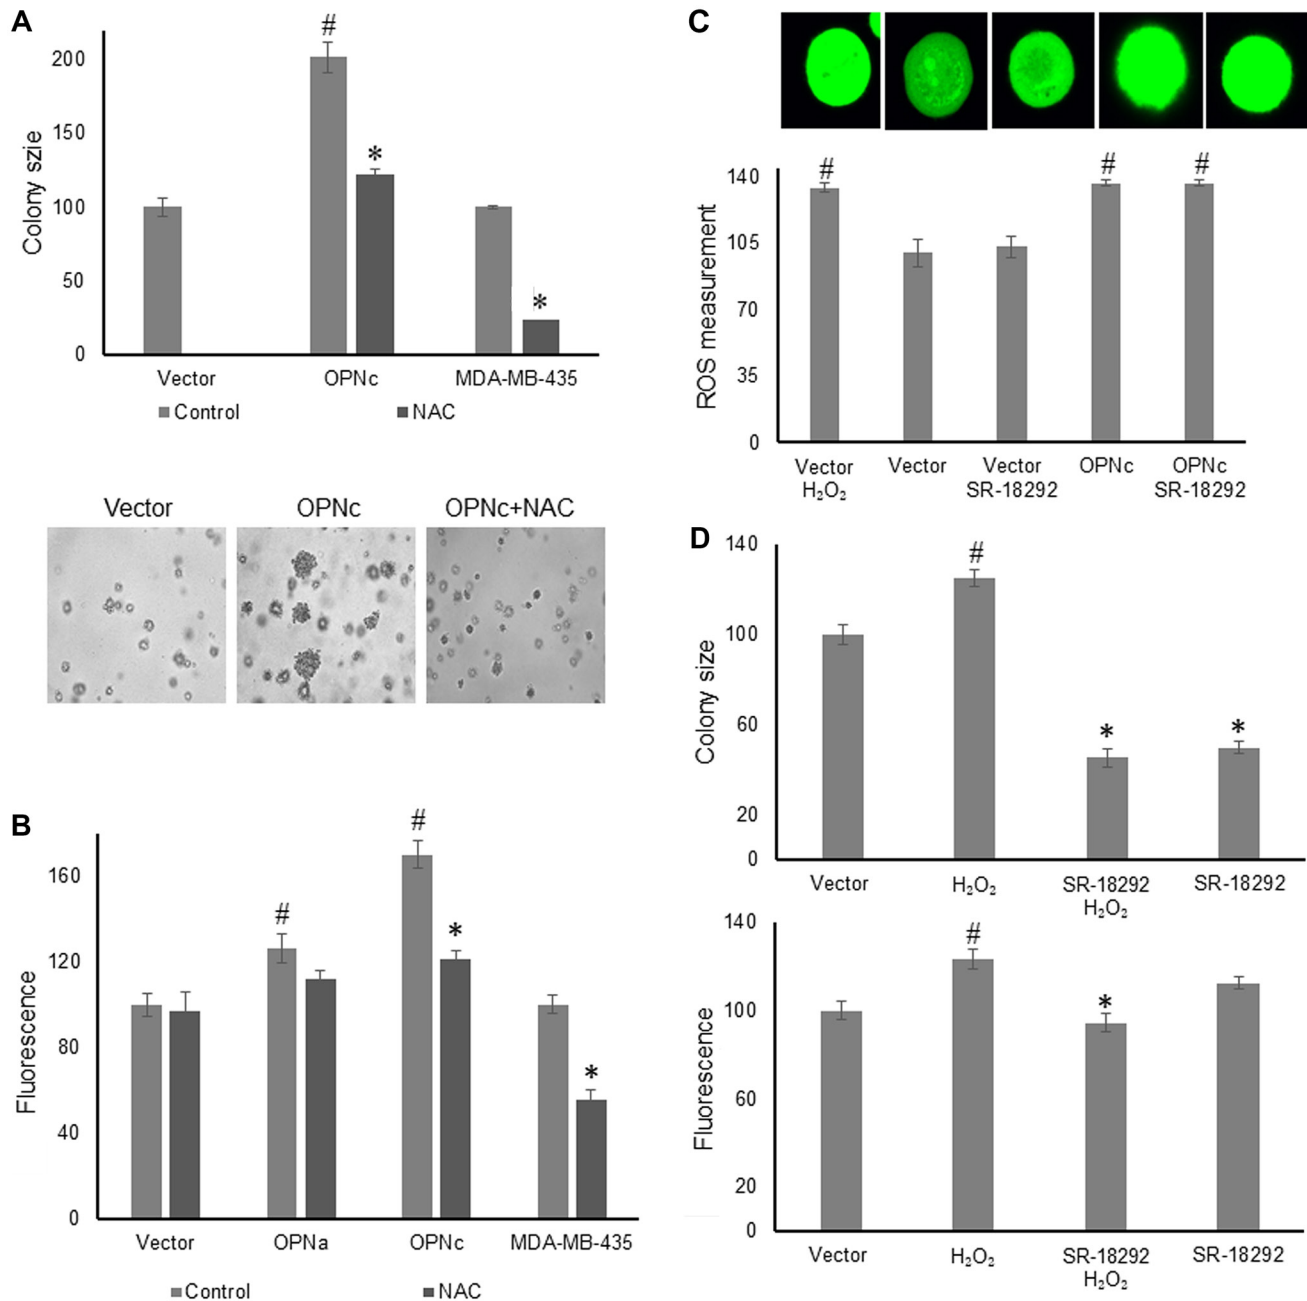 A
Colony szie
200
150
100
50
0
#
*
*
Vector OPNc MDA-MB-435
Control NAC
Vector OPNc OPNc+NAC
B
Fluorescence
160
120
80
40
0
#
#
*
*
Vector OPNa OPNc MDA-MB-435
Control NAC
C
ROS measurement
140
105
70
35
0
# # #
Vector Vector Vector OPNc OPNc
H₂O₂ SR-18292 SR-18292
D
Colony size
140
100
60
20
0
#
* *
Vector H₂O₂ SR-18292 SR-18292
H₂O₂
Fluorescence
140
100
60
20
0
#
*
Vector H₂O₂ SR-18292 SR-18292
H₂O₂